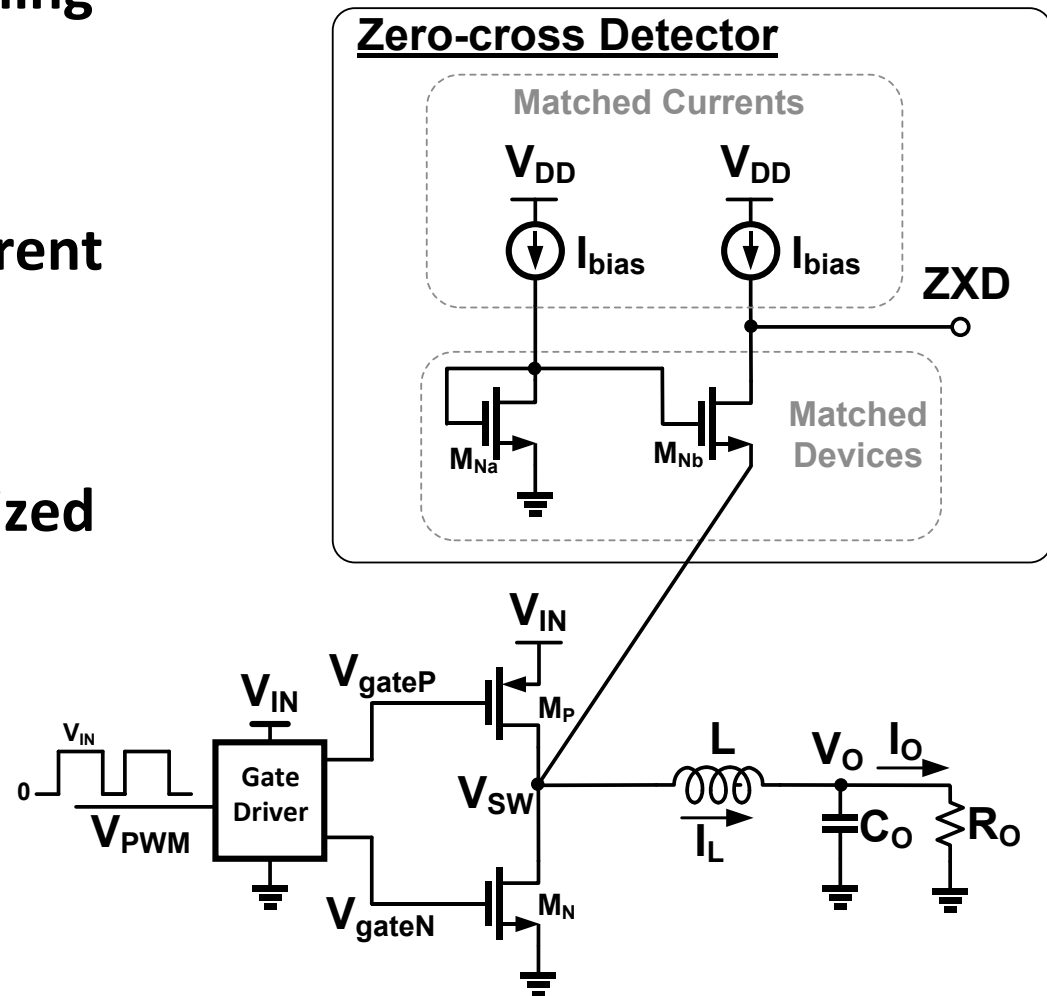 ing
rent
ized
Zero-cross Detector
Matched Currents
VDD VDD
Ibias Ibias
ZXD
MNa MNb
Matched
Devices
VIN
VgateP
VIN
MP
VIN
0
Gate
Driver
VPWM
VSW
L
VO IO
IL
CO RO
VgateN
MN